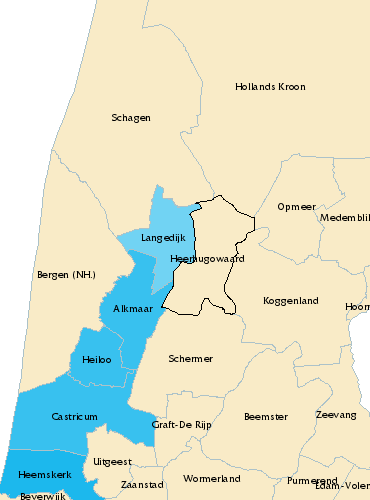 Hollands Kroon
Schagen
Opmeer
Medemblik
Langedijk
Heerhugowaard
Bergen (NH.)
Koggenland
Hoorn
Alkmaar
Heiloo
Schermer
Castricum
Graft-De Rijp
Beemster
Zeevang
Uitgeest
Heemskerk
Zaanstad
Wormerland
Purmerend
Edam-Volen
Beverwijk